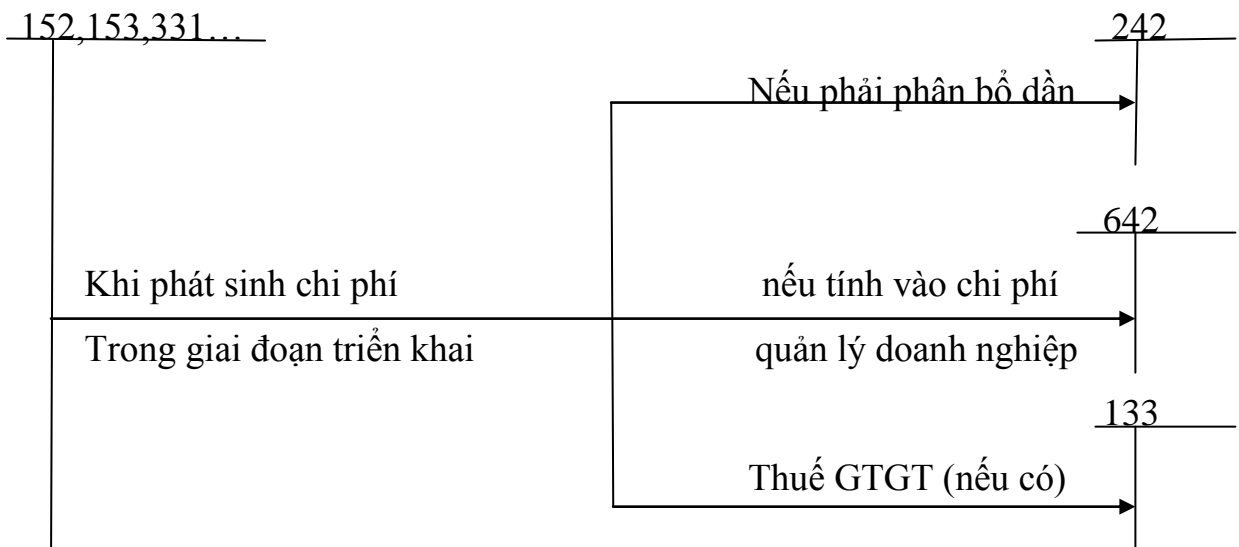 152,153,331…
242
Nếu phải phân bổ dần
642
Khi phát sinh chi phí
nếu tính vào chi phí
Trong giai đoạn triển khai
quản lý doanh nghiệp
133
Thuế GTGT (nếu có)